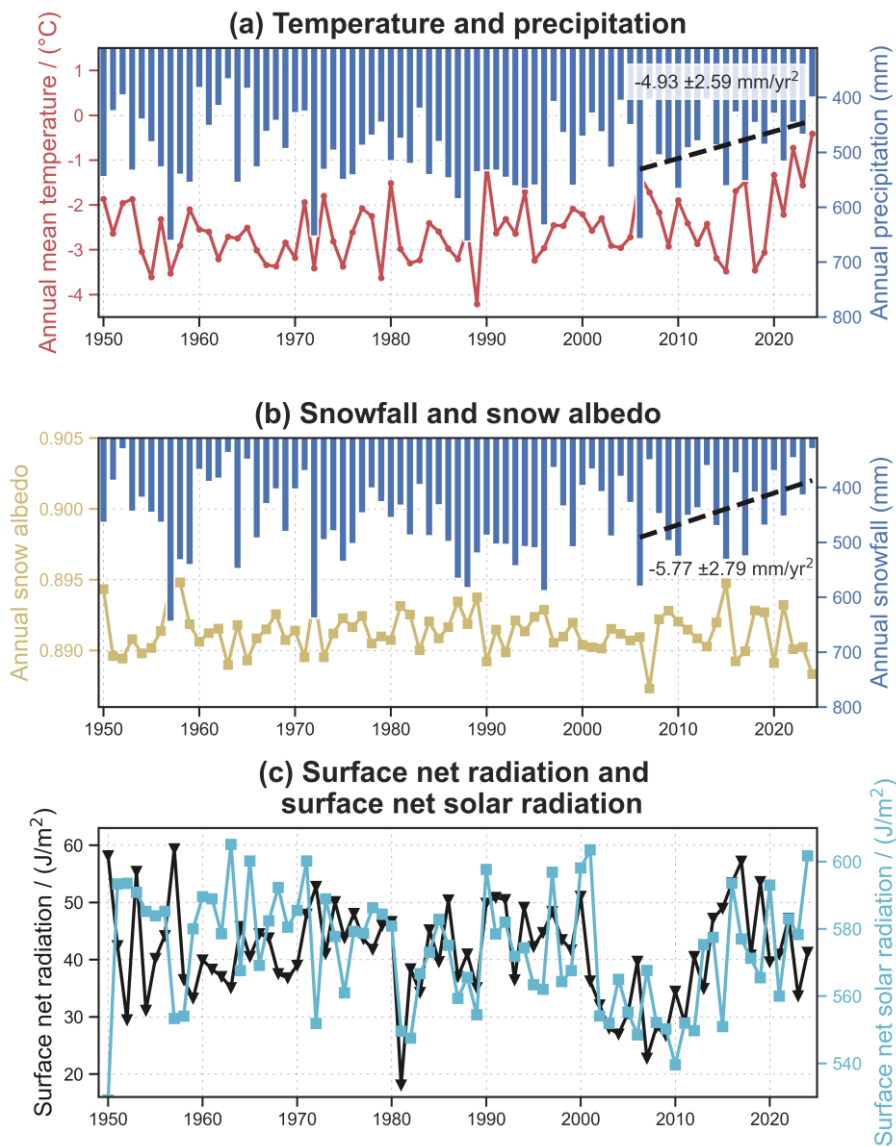 (a) Temperature and precipitation
Annual mean temperature / (°C)
1
0
-1
-2
-3
-4
-4.93 ±2.59 mm/yr²
400
500
600
700
800
Annual precipitation (mm)
1950 1960 1970 1980 1990 2000 2010 2020
(b) Snowfall and snow albedo
Annual snow albedo
0.905
0.900
0.895
0.890
-5.77 ±2.79 mm/yr²
400
500
600
700
800
Annual snowfall (mm)
1950 1960 1970 1980 1990 2000 2010 2020
(c) Surface net radiation and
surface net solar radiation
Surface net radiation / (J/m²)
60
50
40
30
20
600
580
560
540
Surface net solar radiation / (J/m²)
1950 1960 1970 1980 1990 2000 2010 2020